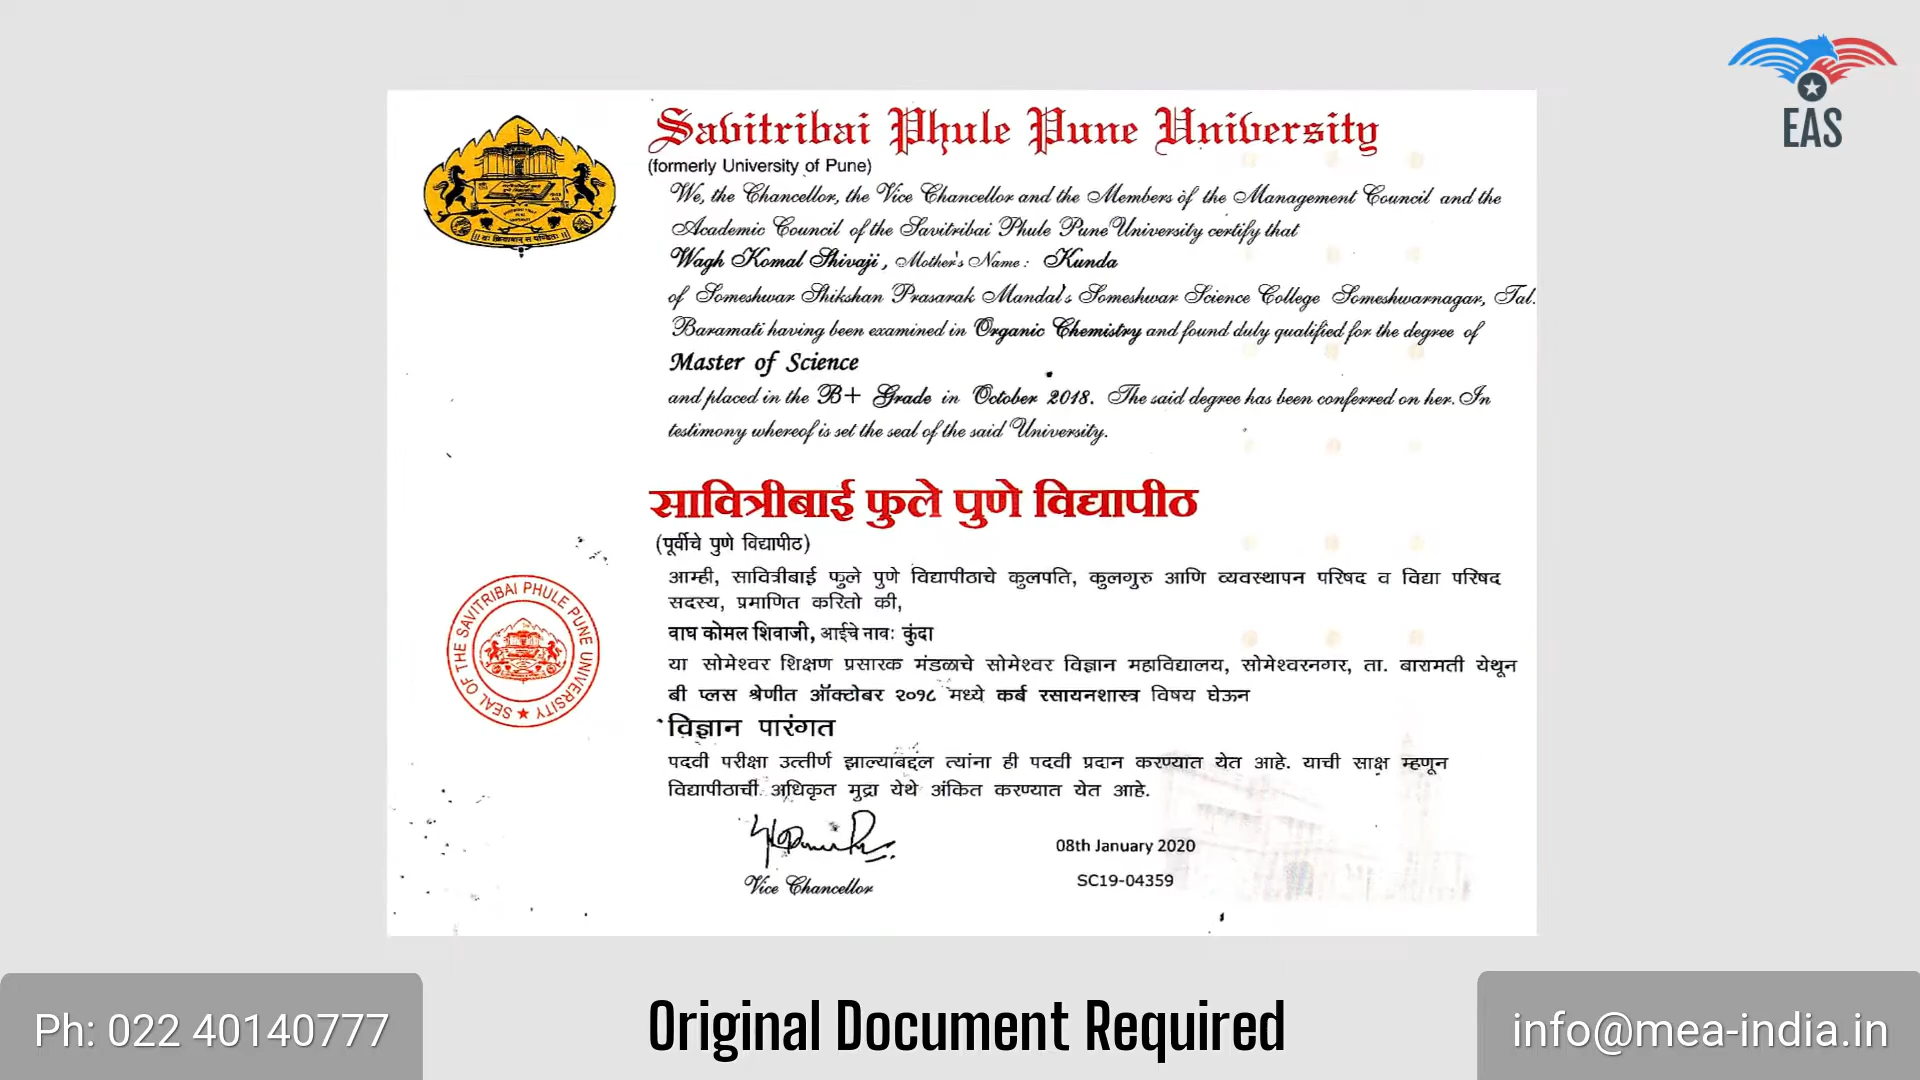 EAS
Savitribai Phule Pune University
(formerly University of Pune)
We, the Chancellor, the Vice Chancellor and the Members of the Management Council and the
Academic Council of the Savitribai Phule Pune University certify that
Wagh Komal Shivaji, Mother's Name: Kunda
of Someshwar Shikshan Prasarak Mandal's Someshwar Science College Someshwarnagar, Tal.
Baramati having been examined in Organic Chemistry and found duly qualified for the degree of
Master of Science
and placed in the B+ Grade in October 2018. The said degree has been conferred on her. In
testimony whereof is set the seal of the said University.
सावित्रीबाई फुले पुणे विद्यापीठ
(पूर्वीचे पुणे विद्यापीठ)
आम्ही, सावित्रीबाई फुले पुणे विद्यापीठाचे कुलपति, कुलगुरु आणि व्यवस्थापन परिषद व विद्या परिषद
सदस्य, प्रमाणित करितो की,
वाघ कोमल शिवाजी, आईचे नावः कुंदा
या सोमेश्वर शिक्षण प्रसारक मंडळाचे सोमेश्वर विज्ञान महाविद्यालय, सोमेश्वरनगर, ता. बारामती येथून
बी प्लस श्रेणीत ऑक्टोबर २०१८ मध्ये कर्ब रसायनशास्त्र विषय घेऊन
विज्ञान पारंगत
पदवी परीक्षा उत्तीर्ण झाल्याबद्दल त्यांना ही पदवी प्रदान करण्यात येत आहे. याची साक्ष म्हणून
विद्यापीठाची अधिकृत मुद्रा येथे अंकित करण्यात येत आहे.
SEAL OF THE SAVITRIBAI PHULE PUNE UNIVERSITY
Vice Chancellor
08th January 2020
SC19-04359
Ph: 022 40140777
Original Document Required
info@mea-india.in